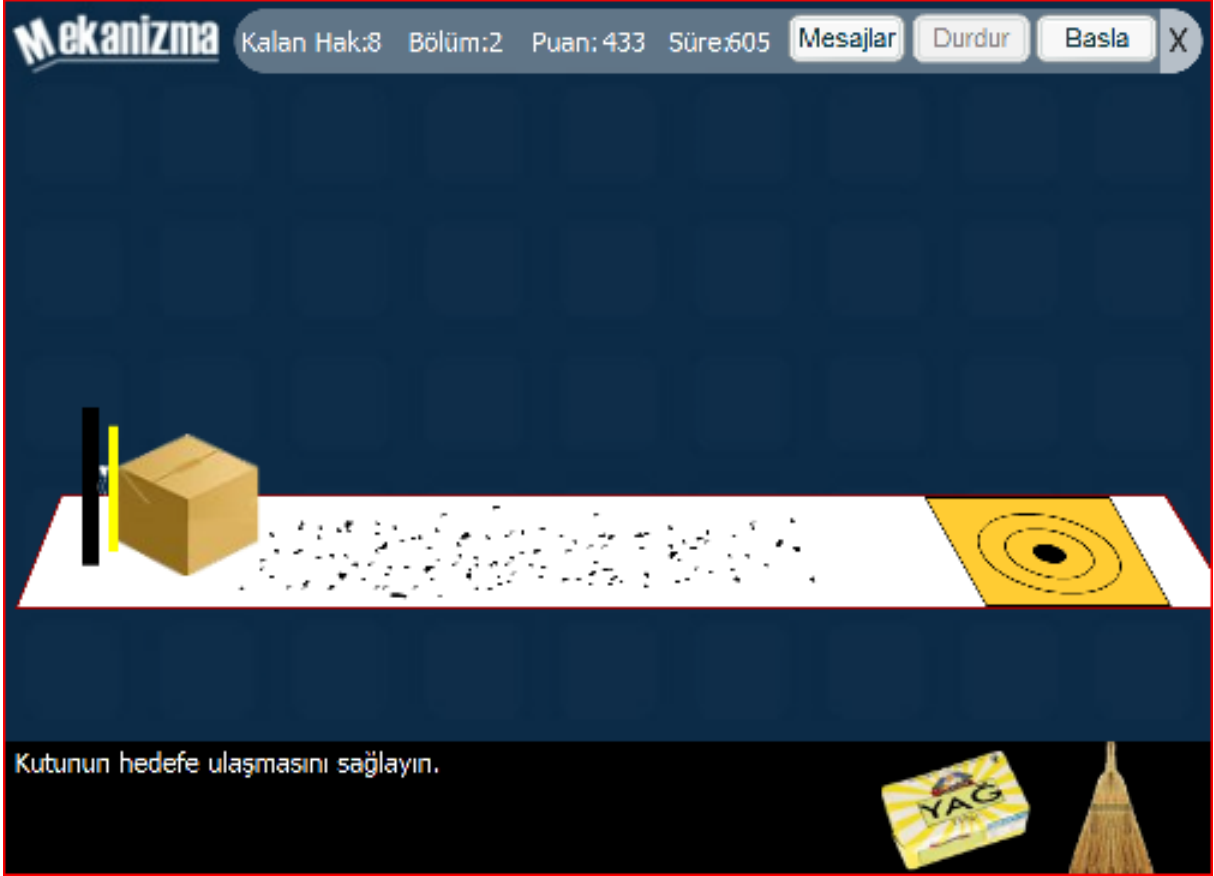 Mekanizma Kalan Hak:8 Bölüm:2 Puan: 433 Süre:605 Mesajlar Durdur Basla X
Kutunun hedefe ulaşmasını sağlayın.
YAĞ